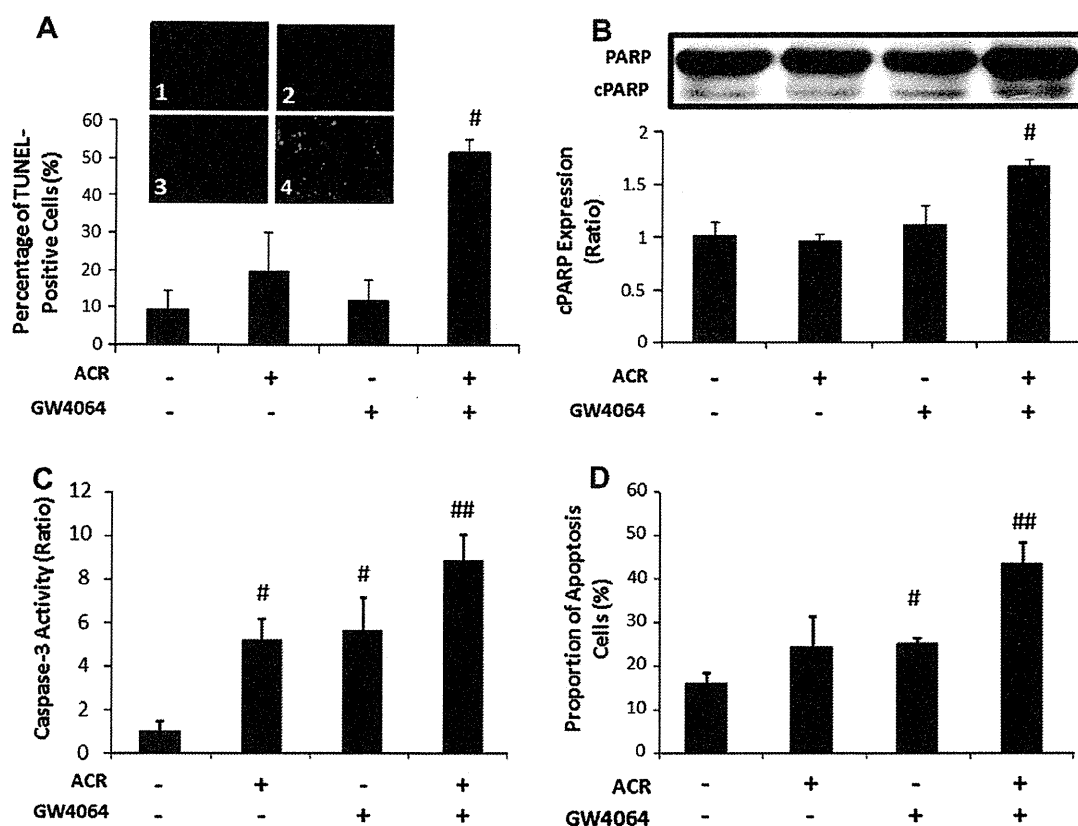 A
1
2
3
4
#
60
50
40
30
20
10
0
Percentage of TUNEL-
Positive Cells (%)
ACR - + - +
GW4064 - - + +
B
PARP
cPARP
#
2
1.5
1
0.5
0
cPARP Expression
(Ratio)
ACR - + - +
GW4064 - - + +
C
12
10
8
6
4
2
0
Caspase-3 Activity (Ratio)
# # ##
ACR - + - +
GW4064 - - + +
D
60
50
40
30
20
10
0
Proportion of Apoptosis
Cells (%)
# ##
ACR - + - +
GW4064 - - + +